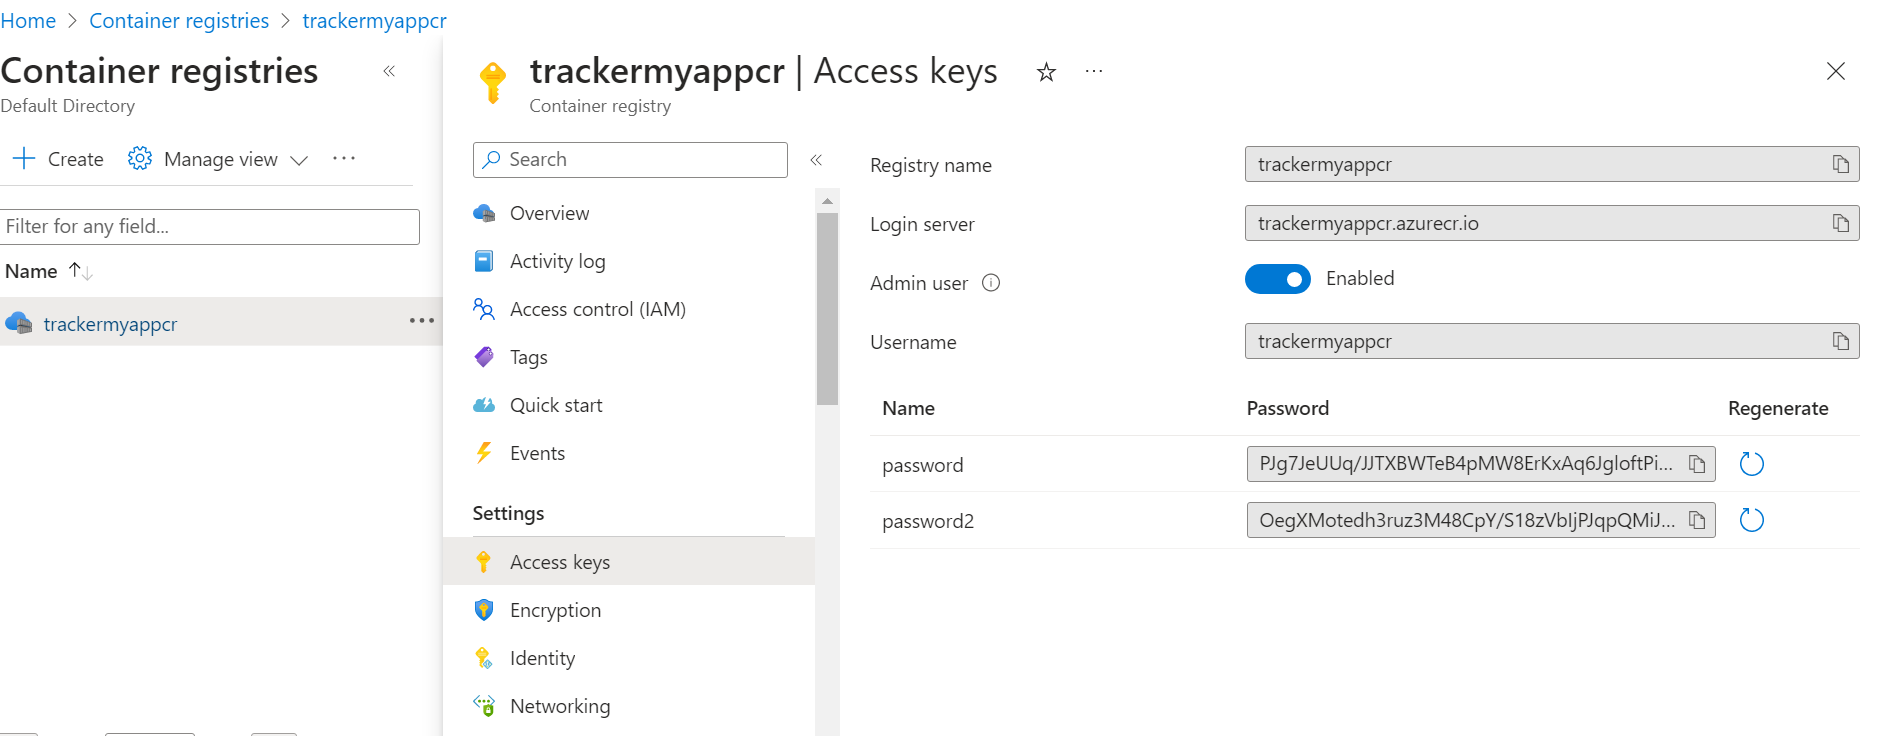 Home > Container registries > trackermyappcr
Container registries «
Default Directory
Create Manage view ...
Filter for any field...
Name ↑↓
trackermyappcr ...
trackermyappcr | Access keys ...
Container registry
Search «
Overview
Activity log
Access control (IAM)
Tags
Quick start
Events
Settings
Access keys
Encryption
Identity
Networking
Registry name trackermyappcr
Login server trackermyappcr.azurecr.io
Admin user Enabled
Username trackermyappcr
Name Password Regenerate
password PJg7JeUUq/JJTXBWTeB4pMW8ErKxAq6JgloftPi...
password2 OegXMotedh3ruz3M48CpY/S18zVbIjPJqpQMiJ...